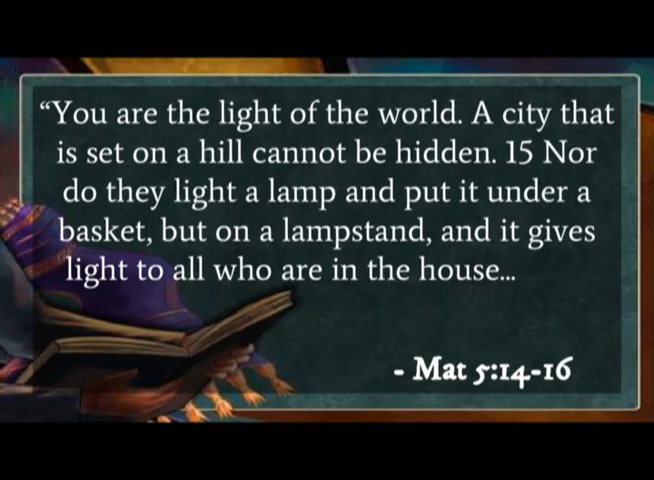 “You are the light of the world. A city that
is set on a hill cannot be hidden. 15 Nor
do they light a lamp and put it under a
basket, but on a lampstand, and it gives
light to all who are in the house...
- Mat 5:14-16